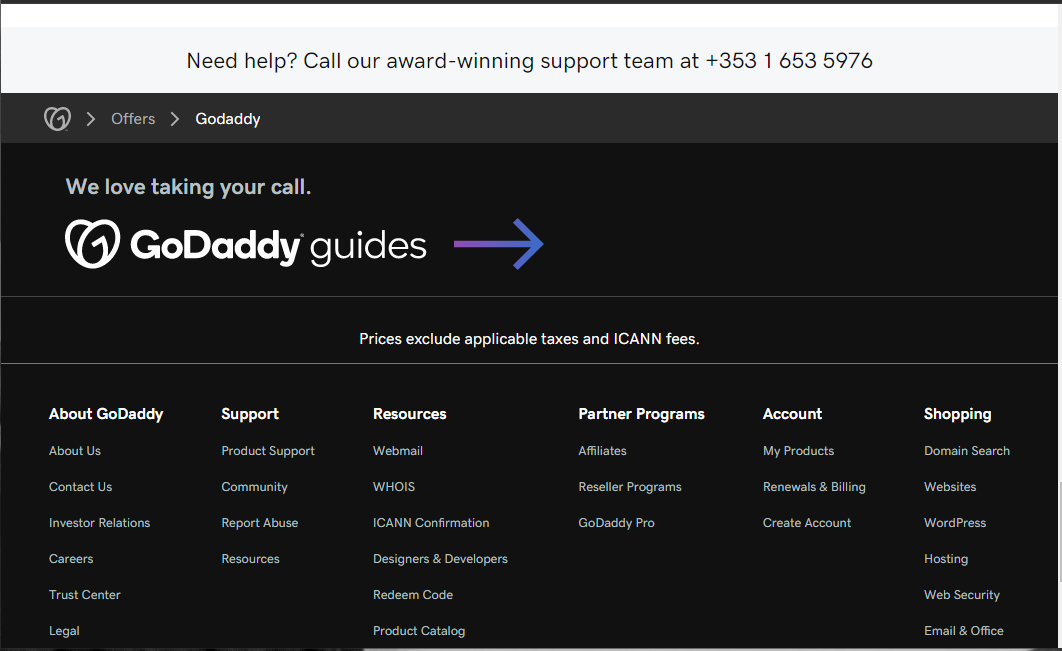 Need help? Call our award-winning support team at +353 1 653 5976
Offers Godaddy
We love taking your call.
GoDaddy guides
Prices exclude applicable taxes and ICANN fees.
About GoDaddy
About Us
Contact Us
Investor Relations
Careers
Trust Center
Legal
Support
Product Support
Community
Report Abuse
Resources
Resources
Webmail
WHOIS
ICANN Confirmation
Designers & Developers
Redeem Code
Product Catalog
Partner Programs
Affiliates
Reseller Programs
GoDaddy Pro
Account
My Products
Renewals & Billing
Create Account
Shopping
Domain Search
Websites
WordPress
Hosting
Web Security
Email & Office